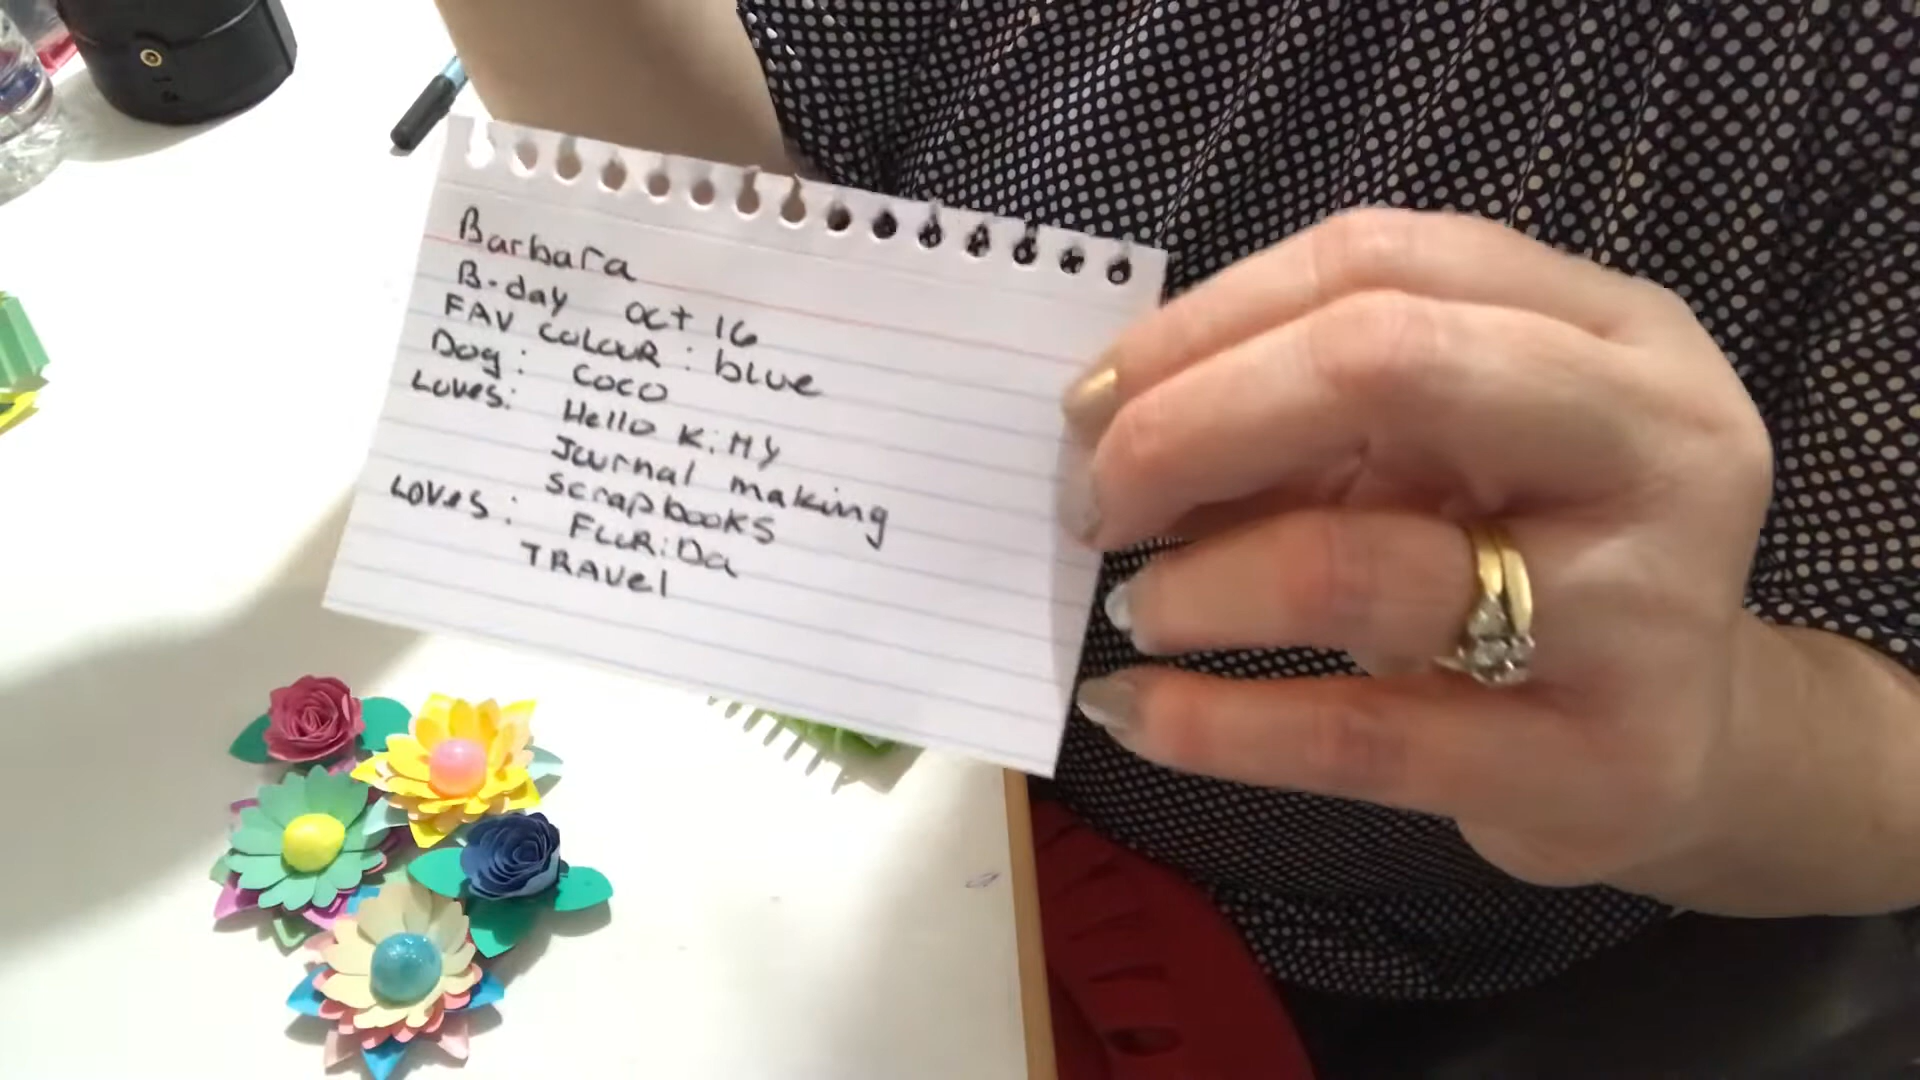 Barbara
B-day Oct 16
FAV COLOUR : blue
Dog : Coco
Loves: Hello Kitty
Journal making
Scrapbooks
Loves : FLORiDa
TRAVel